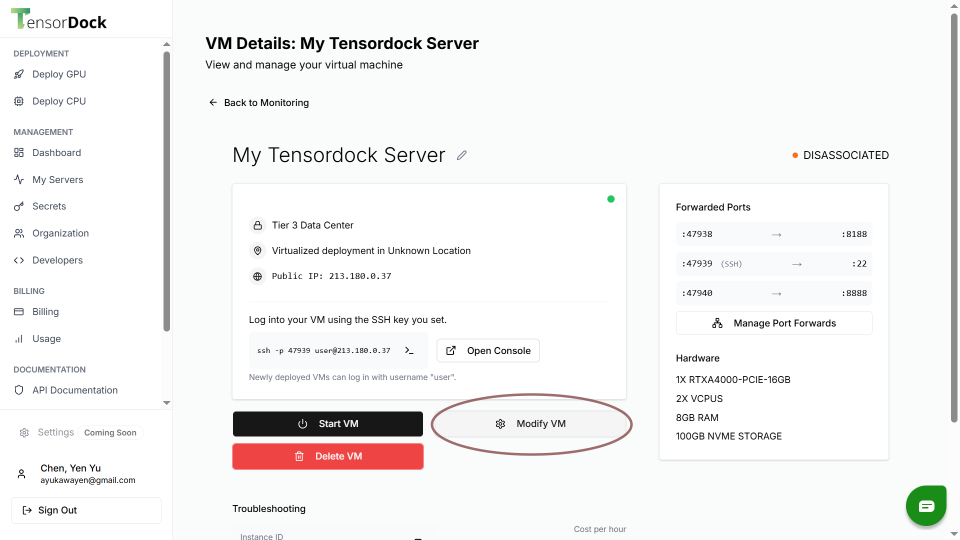 TensorDock
DEPLOYMENT
Deploy GPU
Deploy CPU
MANAGEMENT
Dashboard
My Servers
Secrets
Organization
Developers
BILLING
Billing
Usage
DOCUMENTATION
API Documentation
Settings Coming Soon
Chen, Yen Yu
ayukawayen@gmail.com
Sign Out
VM Details: My Tensordock Server
View and manage your virtual machine
← Back to Monitoring
My Tensordock Server
DISASSOCIATED
Tier 3 Data Center
Virtualized deployment in Unknown Location
Public IP: 213.180.0.37
Log into your VM using the SSH key you set.
ssh -p 47939 user@213.180.0.37
Open Console
Newly deployed VMs can log in with username "user".
Start VM
Modify VM
Delete VM
Forwarded Ports
:47938 → :8188
:47939 (SSH) → :22
:47940 → :8888
Manage Port Forwards
Hardware
1X RTXA4000-PCIE-16GB
2X VCPUS
8GB RAM
100GB NVME STORAGE
Troubleshooting
Instance ID
Cost per hour